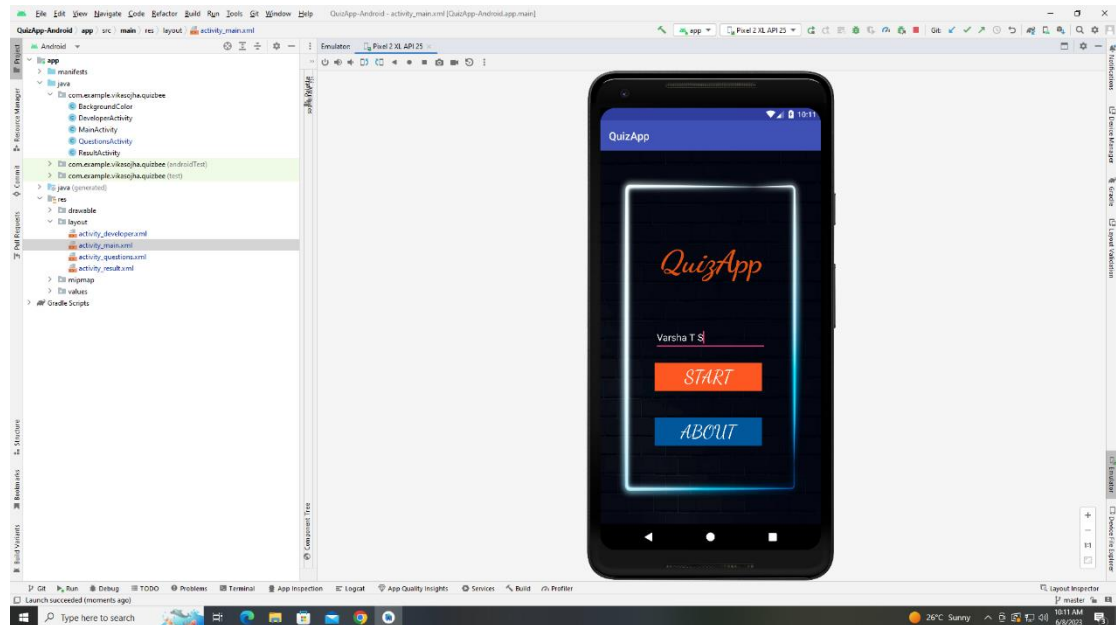 File Edit View Navigate Code Refactor Build Run Tools Git Window Help QuizApp-Android - activity_main.xml [QuizApp-Android.app.main]
QuizApp-Android app src main res layout activity_main.xml
app Pixel 2 XL API 25 Git:
Android
Emulator: Pixel 2 XL API 25
app
manifests
java
com.example.vikasojha.quizbee
BackgroundColor
DeveloperActivity
MainActivity
QuestionsActivity
ResultActivity
com.example.vikasojha.quizbee (androidTest)
com.example.vikasojha.quizbee (test)
java (generated)
res
drawable
layout
activity_developer.xml
activity_main.xml
activity_questions.xml
activity_result.xml
mipmap
values
Gradle Scripts
Project
Resource Manager
Commit
Pull Requests
Structure
Bookmarks
Build Variants
Palette
Component Tree
10:11
QuizApp
QuizApp
Varsha T S
START
ABOUT
Notifications
Device Manager
Gradle
Layout Validation
Emulator
Device File Explorer
1:1
Git Run Debug TODO Problems Terminal App Inspection Logcat App Quality Insights Services Build Profiler Layout Inspector
Launch succeeded (moments ago) master
Type here to search
26°C Sunny
10:11 AM
6/8/2023